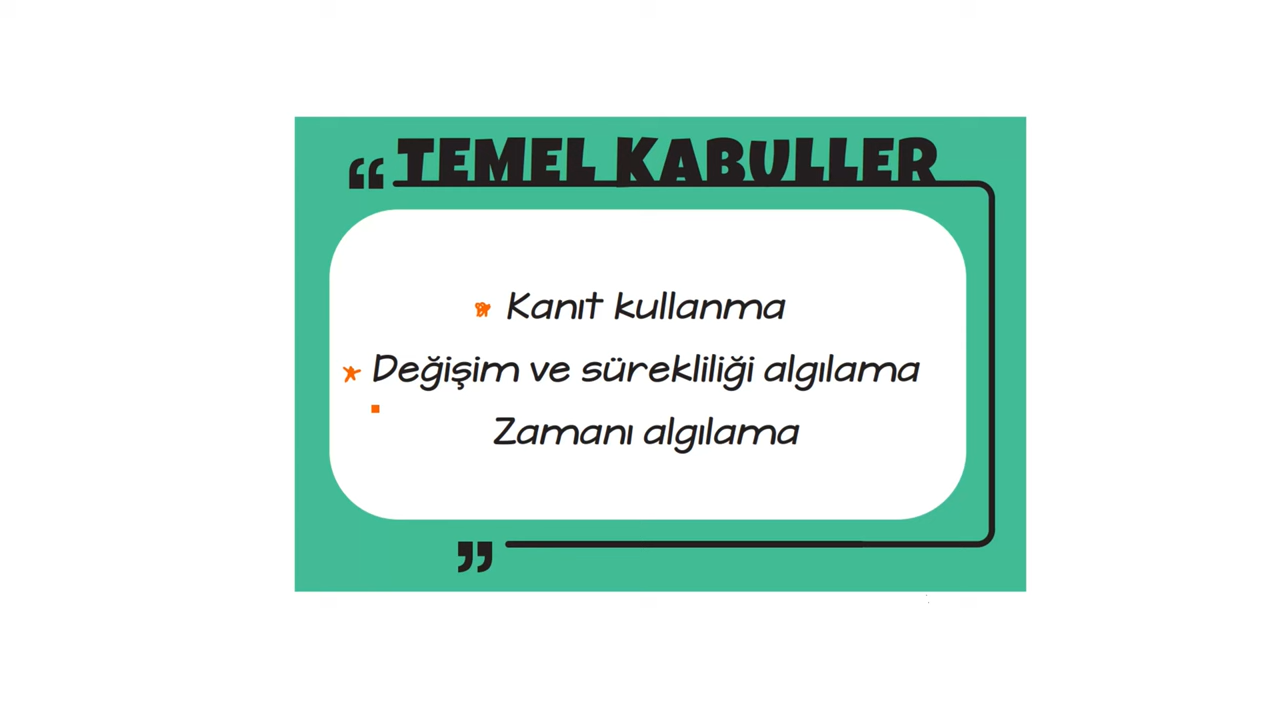 “TEMEL KABULLER
Kanıt kullanma
Değişim ve sürekliliği algılama
Zamanı algılama
”